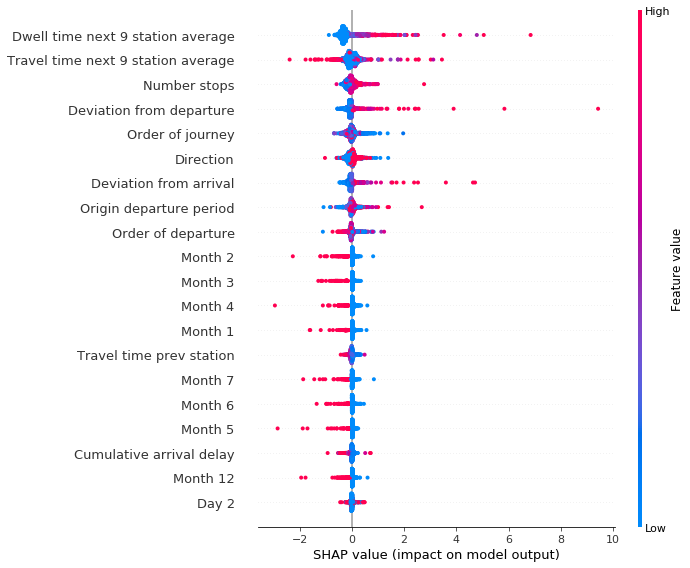 High
Dwell time next 9 station average
Travel time next 9 station average
Number stops
Deviation from departure
Order of journey
Direction
Deviation from arrival
Origin departure period
Order of departure
Month 2
Month 3
Month 4
Month 1
Travel time prev station
Month 7
Month 6
Month 5
Cumulative arrival delay
Month 12
Day 2
Feature value
Low
−2 0 2 4 6 8 10
SHAP value (impact on model output)